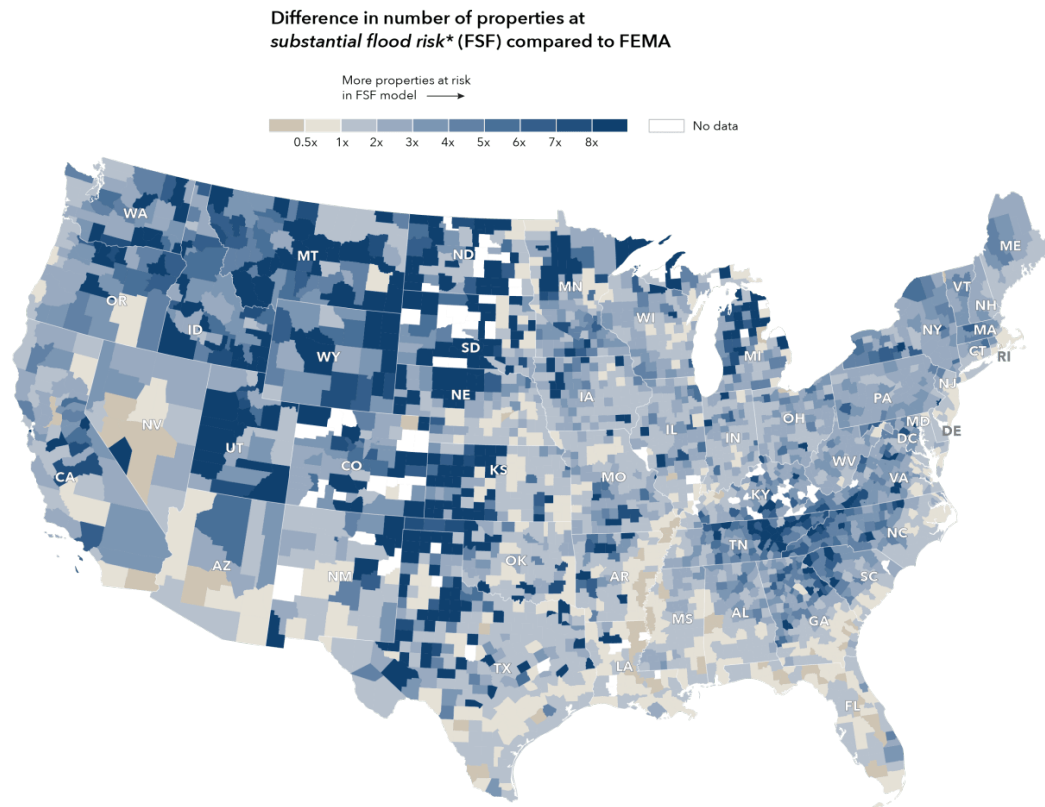 Difference in number of properties at
substantial flood risk* (FSF) compared to FEMA
More properties at risk
in FSF model
0.5x 1x 2x 3x 4x 5x 6x 7x 8x
No data
WA
MT
ND
MN
ME
OR
ID
WY
SD
WI
MI
VT
NH
NY
MA
CT
RI
NV
UT
CO
NE
IA
IL
IN
OH
PA
NJ
MD
DE
DC
CA
KS
MO
KY
WV
VA
AZ
NM
OK
AR
TN
NC
SC
TX
LA
MS
AL
GA
FL